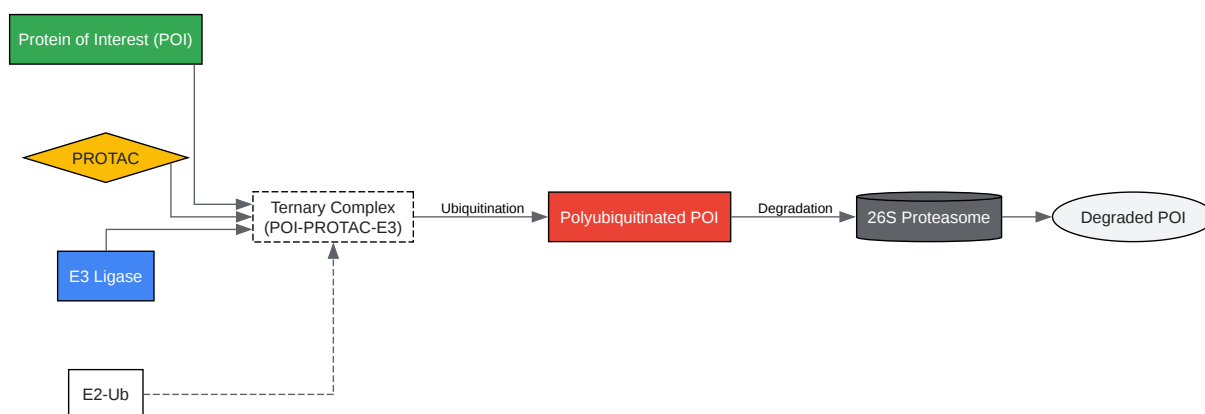 Protein of Interest (POI)
PROTAC
Ternary Complex
(POI-PROTAC-E3)
Ubiquitination
Polyubiquitinated POI
Degradation
26S Proteasome
Degraded POI
E3 Ligase
E2-Ub